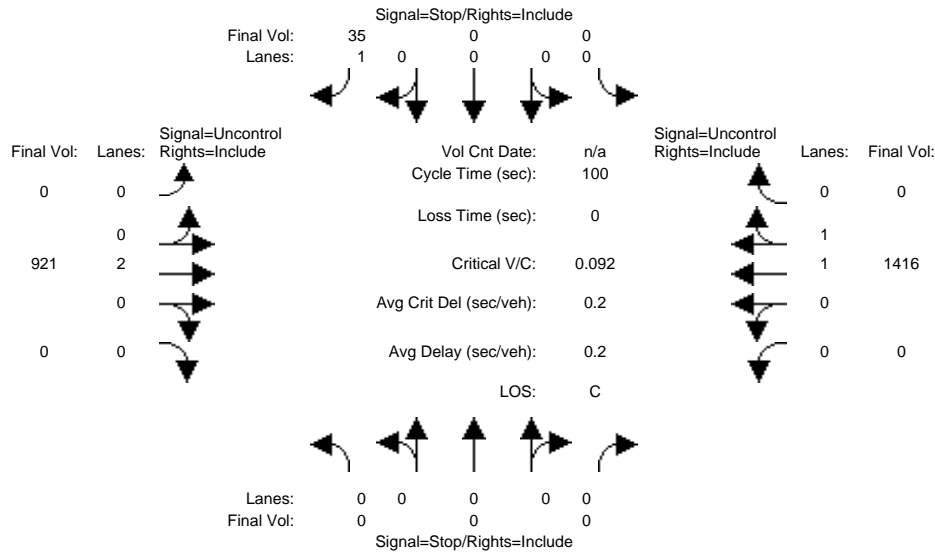 Signal=Stop/Rights=Include
Final Vol: 35 0 0
Lanes: 1 0 0 0 0
Signal=Uncontrol
Final Vol: Lanes: Rights=Include
Vol Cnt Date: n/a
Signal=Uncontrol
Rights=Include Lanes: Final Vol:
Cycle Time (sec): 100
0 0
0 0
Loss Time (sec): 0
0
1
921 2
Critical V/C: 0.092
1 1416
0
Avg Crit Del (sec/veh): 0.2
0
0 0
Avg Delay (sec/veh): 0.2
0 0
LOS: C
Lanes: 0 0 0 0 0
Final Vol: 0 0 0
Signal=Stop/Rights=Include